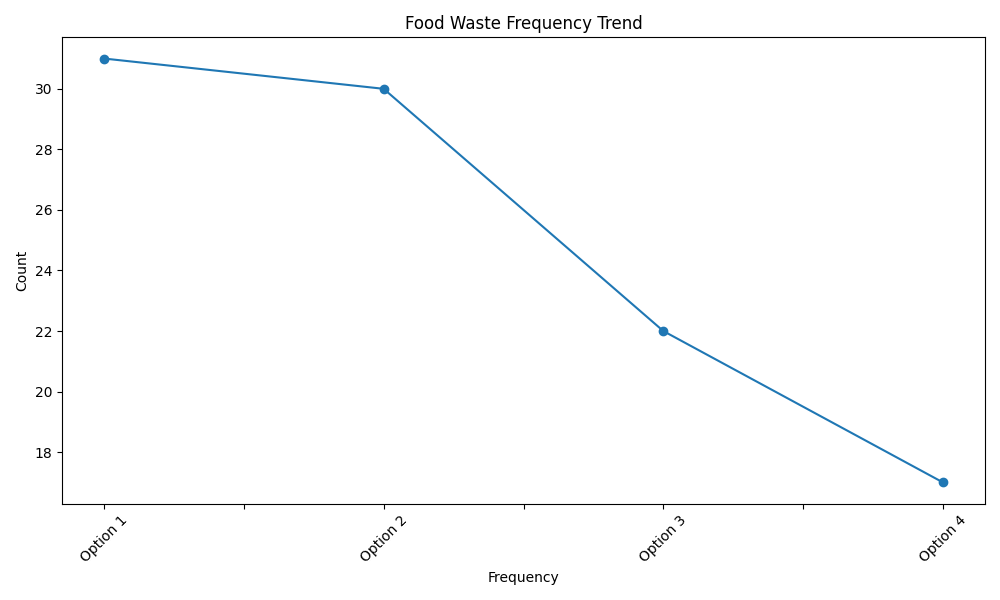 Food Waste Frequency Trend
Count
30
28
26
24
22
20
18
Option 1
Option 2
Option 3
Option 4
Frequency